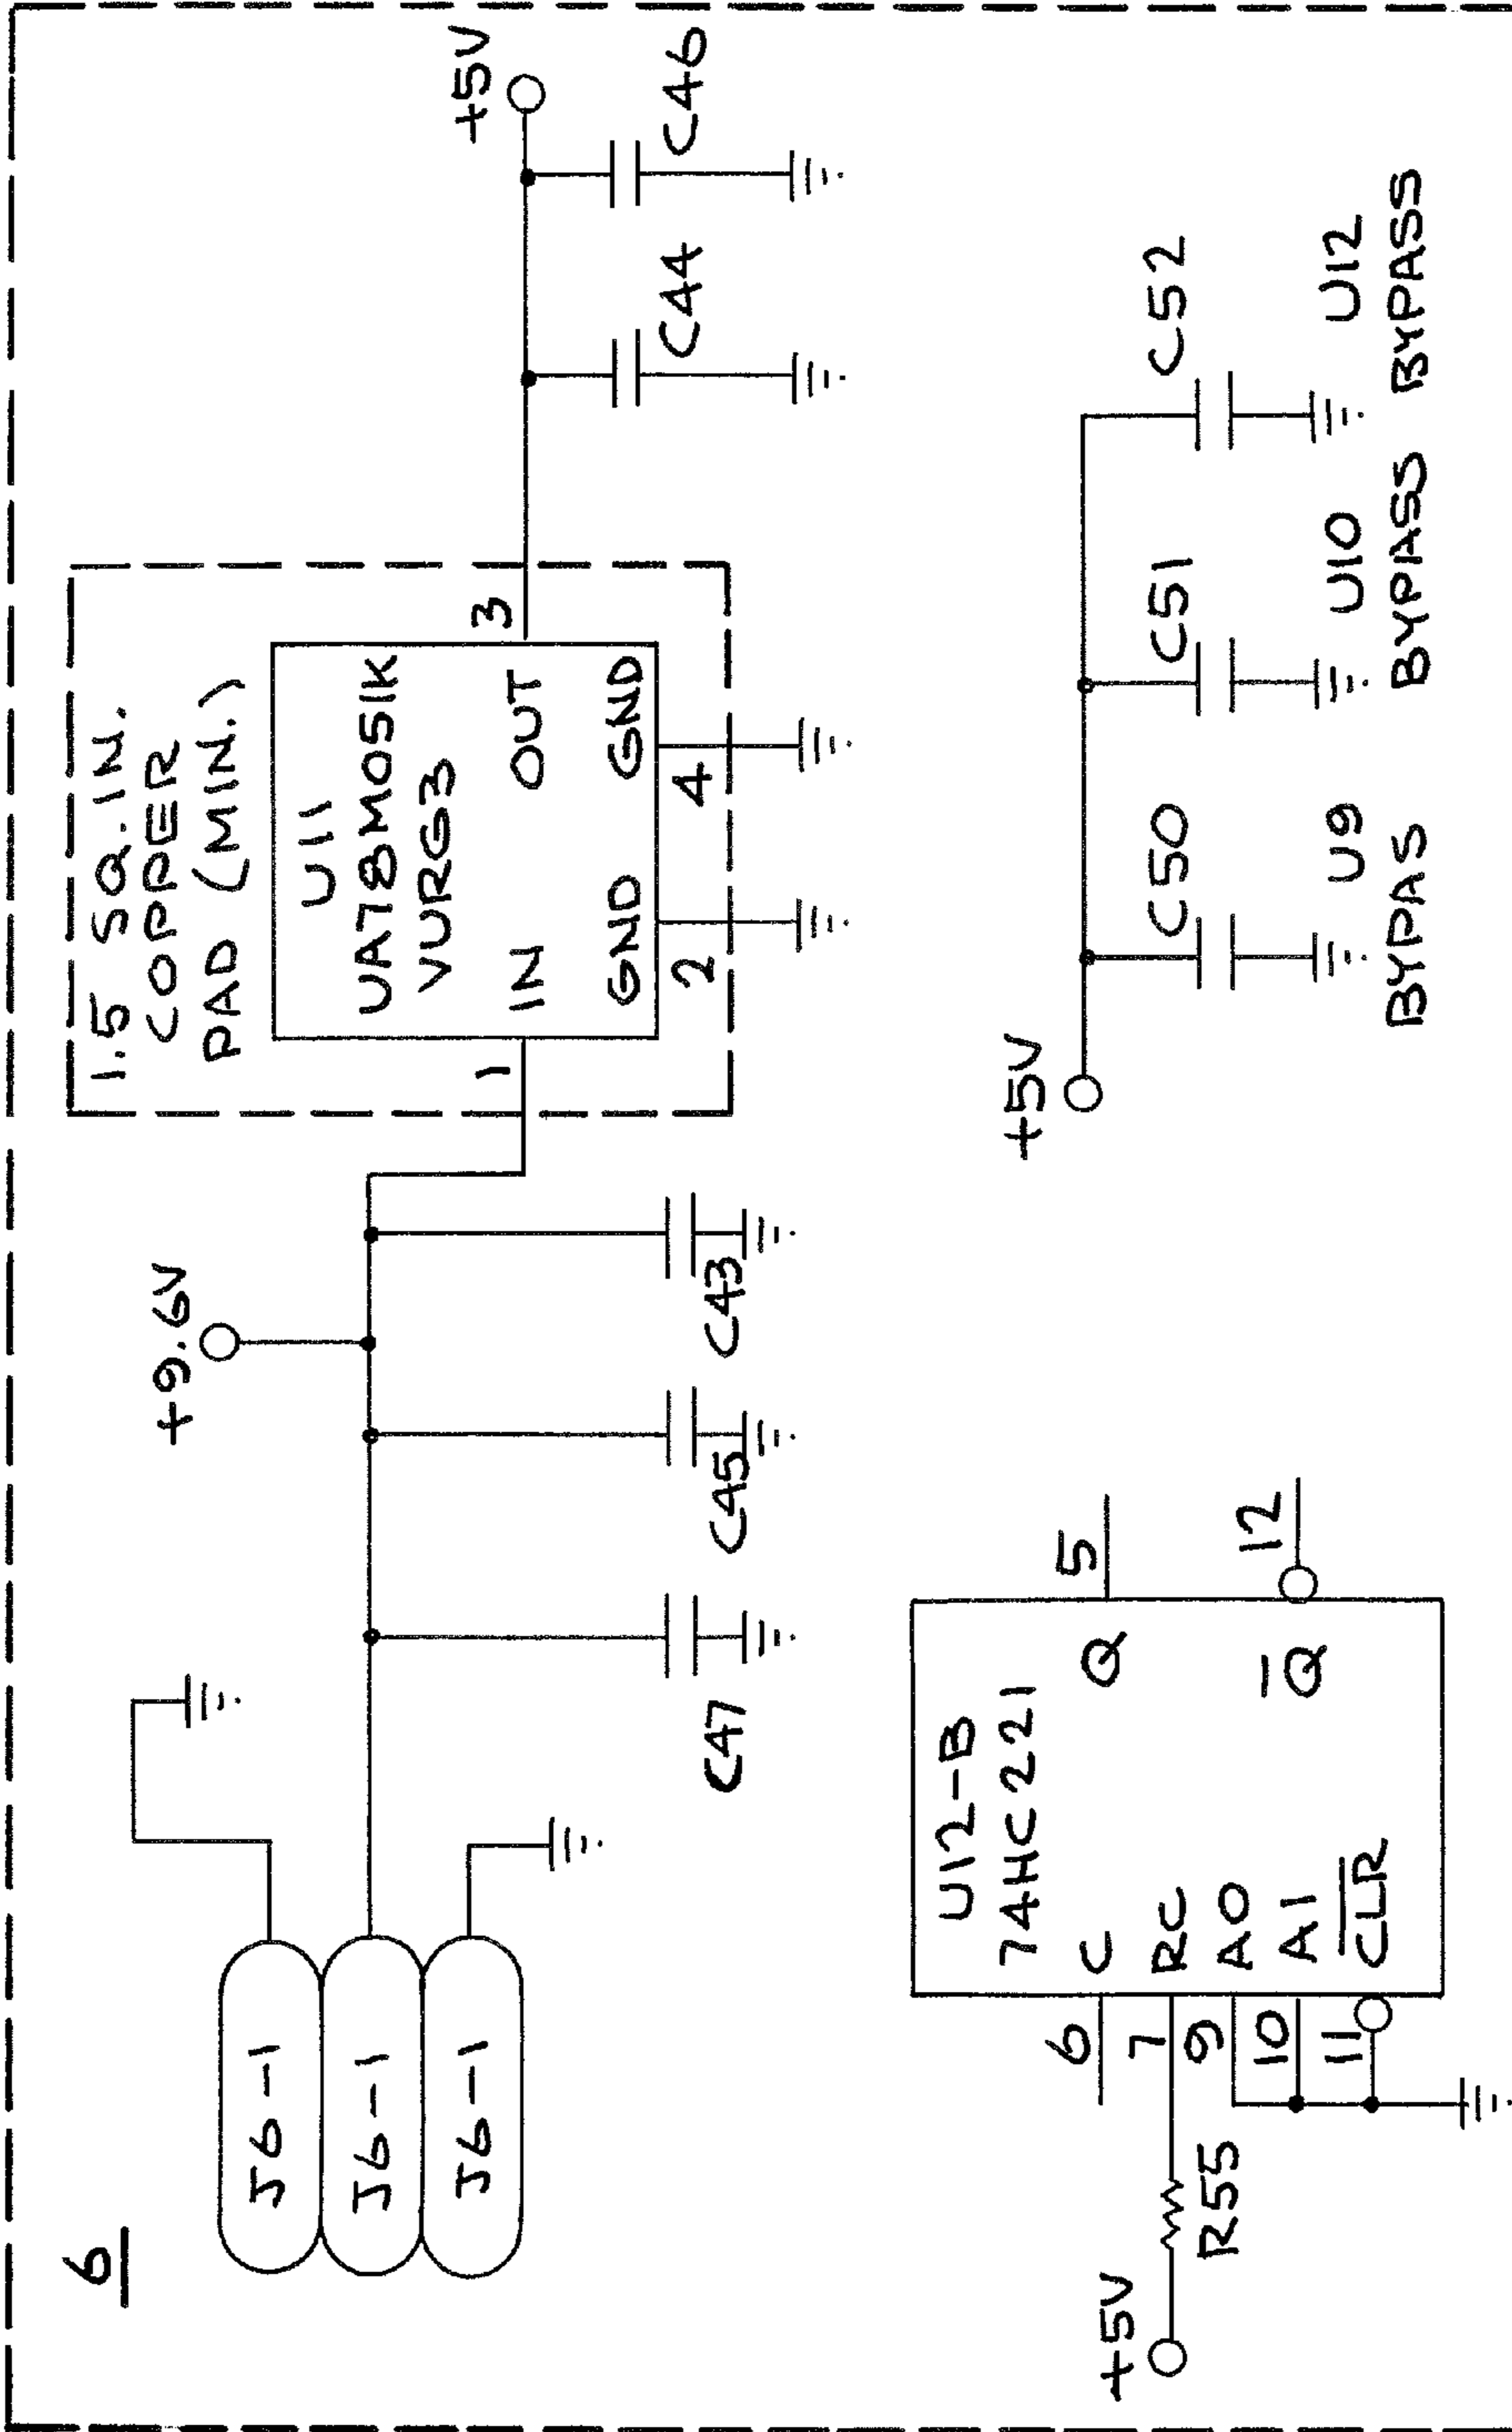 6
J6-1
J6-1
J6-1
+9.6V
C47
C45
C43
1.5 SQ. IN.
COPPER
PAD (MIN.)
U11
UA78M051K
VURG3
IN
OUT
GND
GND
1
3
2
4
+5V
C44
C46
+5V
R55
U12-B
74HC221
C
RC
A0
A1
CLR
Q
Q
6
7
9
10
11
5
12
+5V
C50
C51
C52
U9
BYPAS
U10
BYPASS
U12
BYPASS